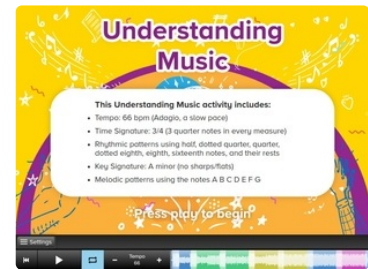 Understanding
Music
This Understanding Music activity includes:
• Tempo: 66 bpm (Adagio, a slow pace)
• Time Signature: 3/4 (3 quarter notes in every measure)
• Rhythmic patterns using half, dotted quarter, quarter,
dotted eighth, eighth, sixteenth notes, and their rests
• Key Signature: A minor (no sharps/flats)
• Melodic patterns using the notes A B C D E F G
Press play to begin
Settings
Tempo
66